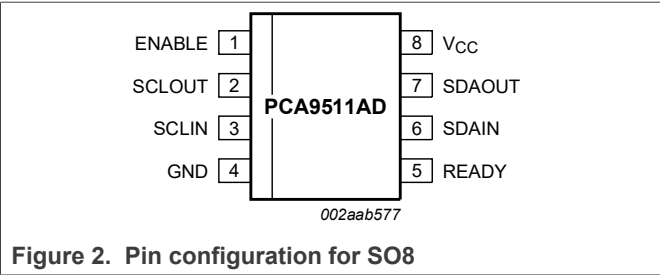 ENABLE 1 8 VCC
SCLOUT 2 7 SDAOUT
PCA9511AD
SCLIN 3 6 SDAIN
GND 4 5 READY
002aab577
Figure 2. Pin configuration for SO8